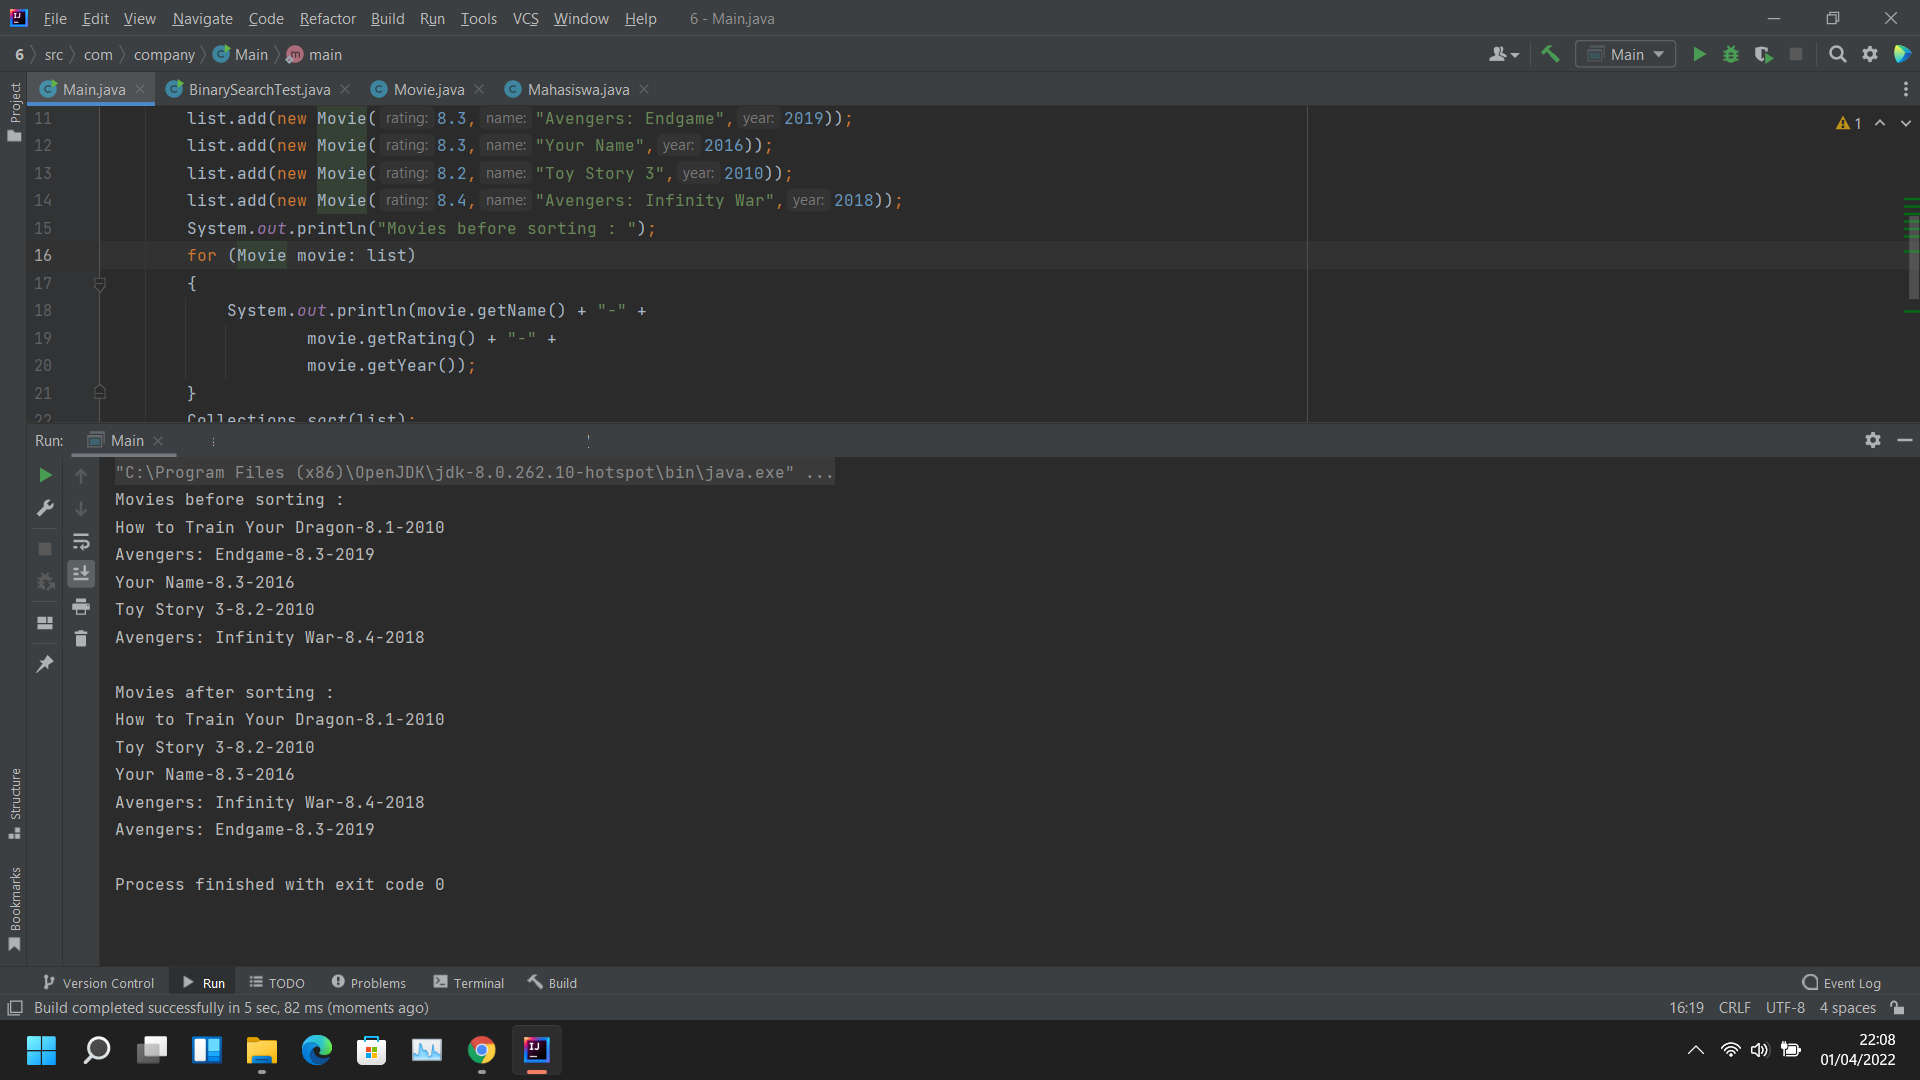 File Edit View Navigate Code Refactor Build Run Tools VCS Window Help 6 - Main.java
6 src com company Main main Main
Project
Main.java BinarySearchTest.java Movie.java Mahasiswa.java
11 list.add(new Movie( rating: 8.3, name: "Avengers: Endgame", year: 2019));
1
12 list.add(new Movie( rating: 8.3, name: "Your Name", year: 2016));
13 list.add(new Movie( rating: 8.2, name: "Toy Story 3", year: 2010));
14 list.add(new Movie( rating: 8.4, name: "Avengers: Infinity War", year: 2018));
15 System.out.println("Movies before sorting : ");
16 for (Movie movie: list)
17 {
18 System.out.println(movie.getName() + "-" +
19 movie.getRating() + "-" +
20 movie.getYear());
21 }
22 Collections.sort(list);
Run: Main
"C:\Program Files (x86)\OpenJDK\jdk-8.0.262.10-hotspot\bin\java.exe" ...
Movies before sorting :
How to Train Your Dragon-8.1-2010
Avengers: Endgame-8.3-2019
Your Name-8.3-2016
Toy Story 3-8.2-2010
Avengers: Infinity War-8.4-2018
Movies after sorting :
How to Train Your Dragon-8.1-2010
Toy Story 3-8.2-2010
Your Name-8.3-2016
Avengers: Infinity War-8.4-2018
Avengers: Endgame-8.3-2019
Process finished with exit code 0
Structure
Bookmarks
Version Control Run TODO Problems Terminal Build Event Log
Build completed successfully in 5 sec, 82 ms (moments ago) 16:19 CRLF UTF-8 4 spaces
22:08
01/04/2022